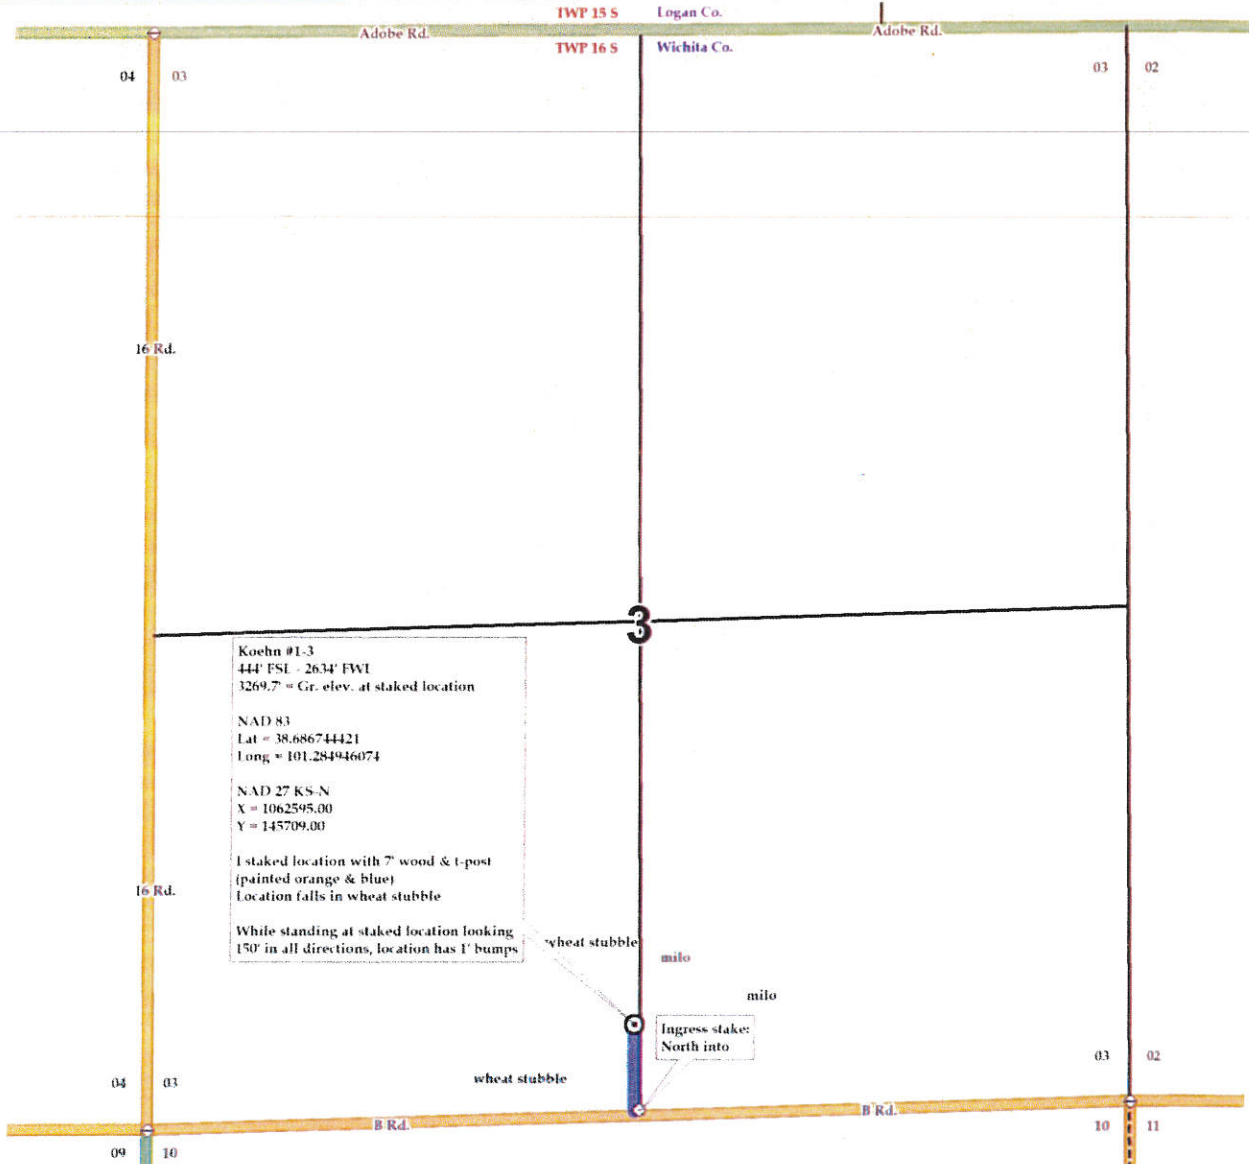 TWP 15 S Logan Co.
Adobe Rd. Adobe Rd.
TWP 16 S Wichita Co.
04 03 03 02
16 Rd.
3
Koehn #1-3
444' FSL - 2634' FWL
3269.7' = Gr. elev. at staked location
NAD 83
Lat = 38.686744421
Long = 101.284946074
NAD 27 KS-N
X = 1062595.00
Y = 145709.00
I staked location with 7' wood & t-post
(painted orange & blue)
Location falls in wheat stubble
While standing at staked location looking
150' in all directions, location has 1' bumps
16 Rd.
wheat stubble
milo
milo
Ingress stake:
North into
03 02
04 03
wheat stubble
B Rd. B Rd.
10 11
09 10